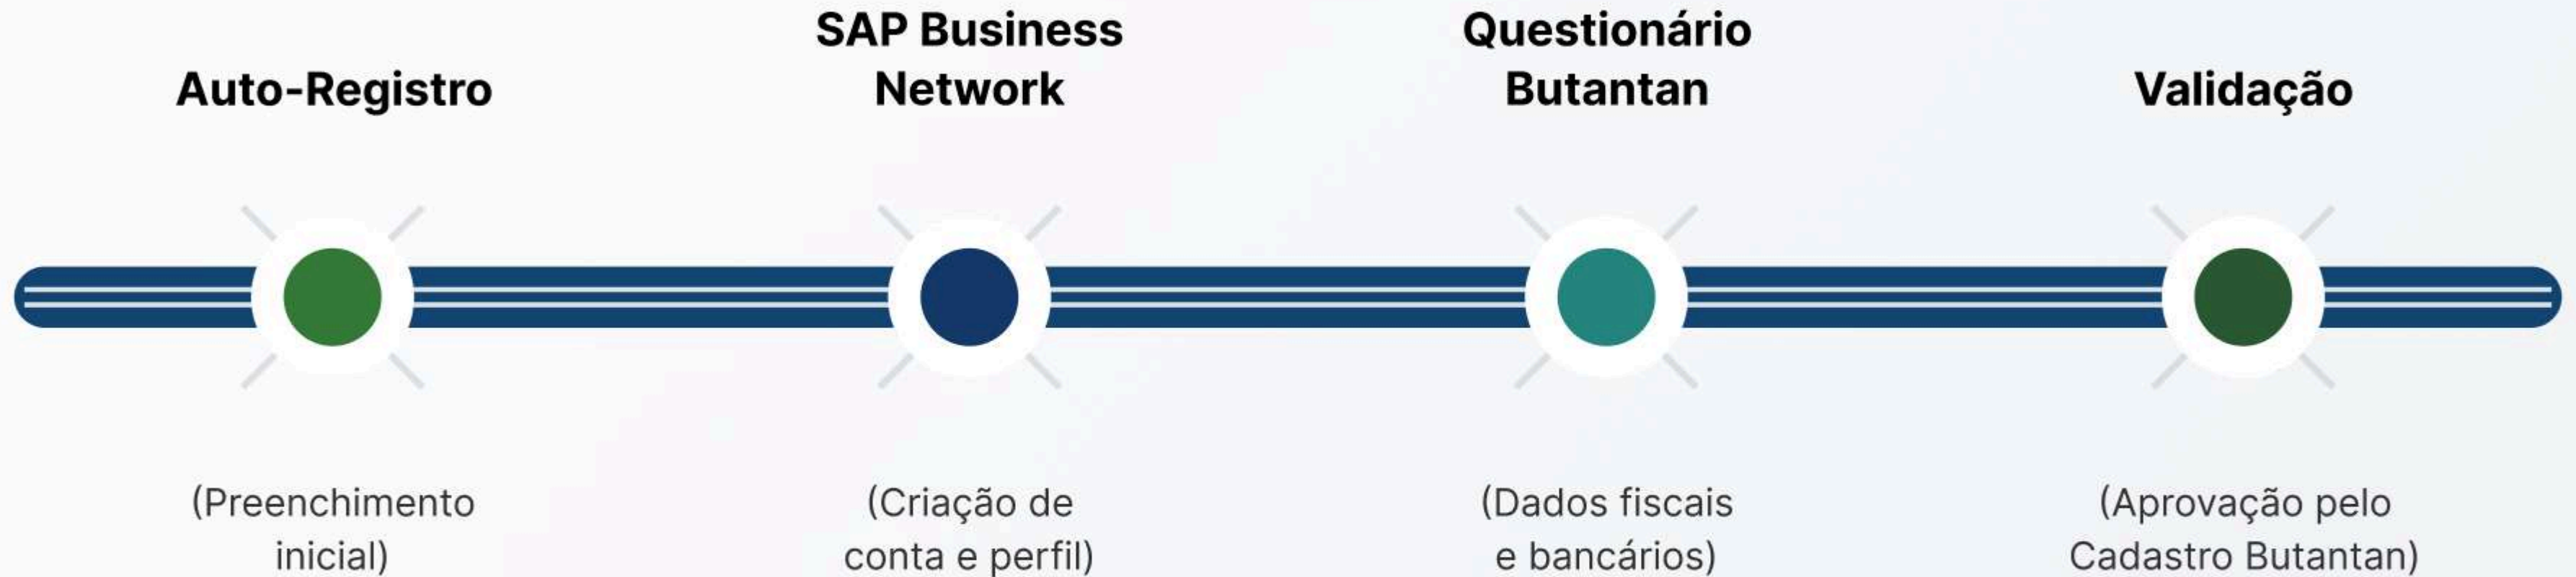 Auto-Registro
(Preenchimento
inicial)
SAP Business
Network
(Criação de
conta e perfil)
Questionário
Butantan
(Dados fiscais
e bancários)
Validação
(Aprovação pelo
Cadastro Butantan)